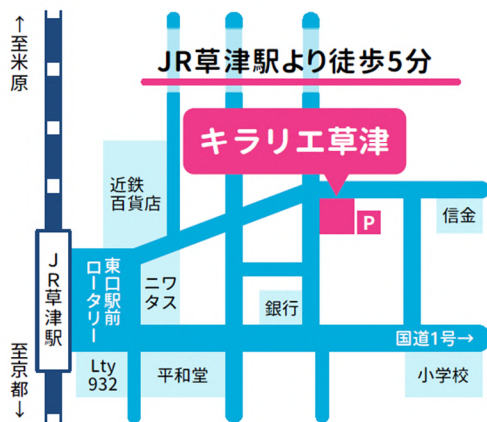 ↑至米原
JR草津駅より徒歩5分
キラリエ草津
近鉄
百貨店
P
信金
JR草津駅
東口駅前
ロータリー
ニワ
タス
銀行
国道1号→
至京都↓
Lty
932
平和堂
小学校